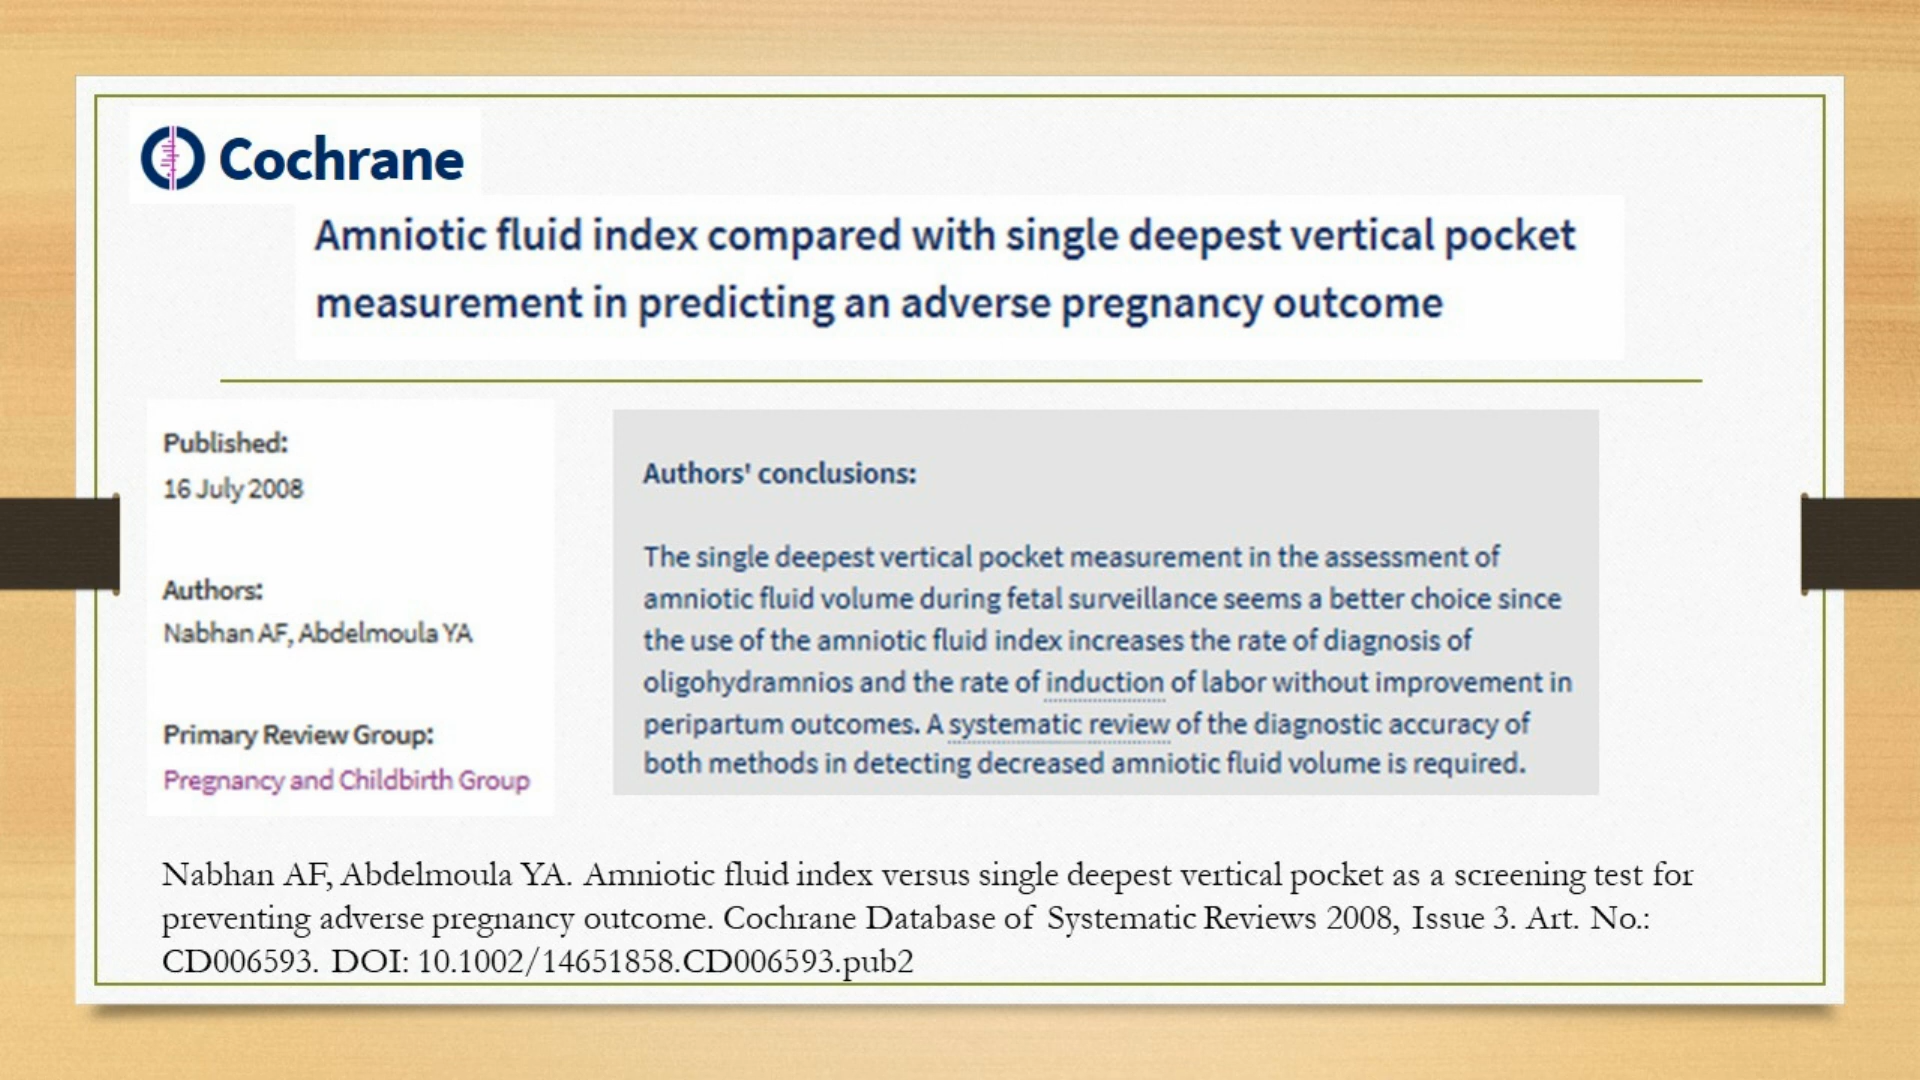 Cochrane
Amniotic fluid index compared with single deepest vertical pocket
measurement in predicting an adverse pregnancy outcome
Published:
16 July 2008
Authors:
Nabhan AF, Abdelmoula YA
Primary Review Group:
Pregnancy and Childbirth Group
Authors' conclusions:
The single deepest vertical pocket measurement in the assessment of
amniotic fluid volume during fetal surveillance seems a better choice since
the use of the amniotic fluid index increases the rate of diagnosis of
oligohydramnios and the rate of induction of labor without improvement in
peripartum outcomes. A systematic review of the diagnostic accuracy of
both methods in detecting decreased amniotic fluid volume is required.
Nabhan AF, Abdelmoula YA. Amniotic fluid index versus single deepest vertical pocket as a screening test for
preventing adverse pregnancy outcome. Cochrane Database of Systematic Reviews 2008, Issue 3. Art. No.:
CD006593. DOI: 10.1002/14651858.CD006593.pub2